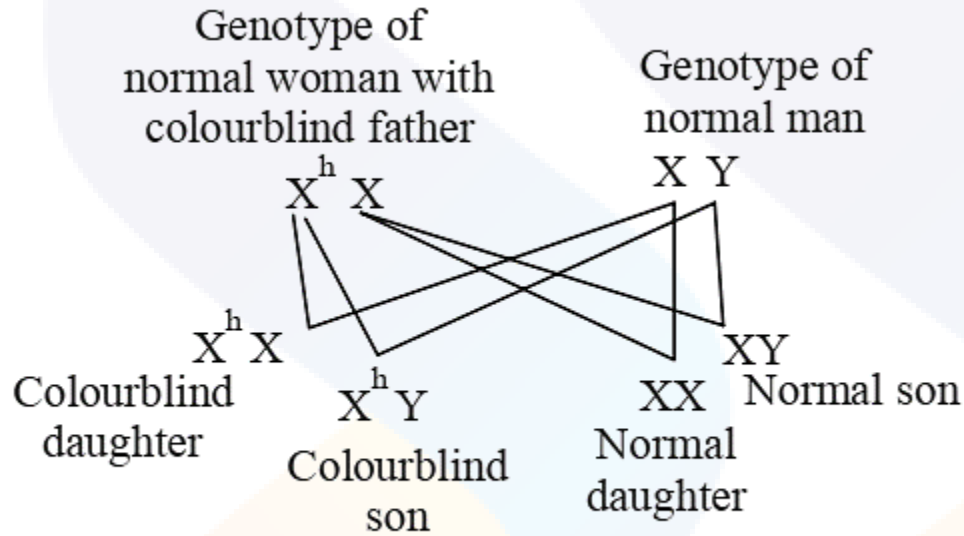 Genotype of
normal woman with
colourblind father
Genotype of
normal man
X^h X
X Y
X^h X
Colourblind
daughter
X^h Y
Colourblind
son
XX
Normal
daughter
XY
Normal son